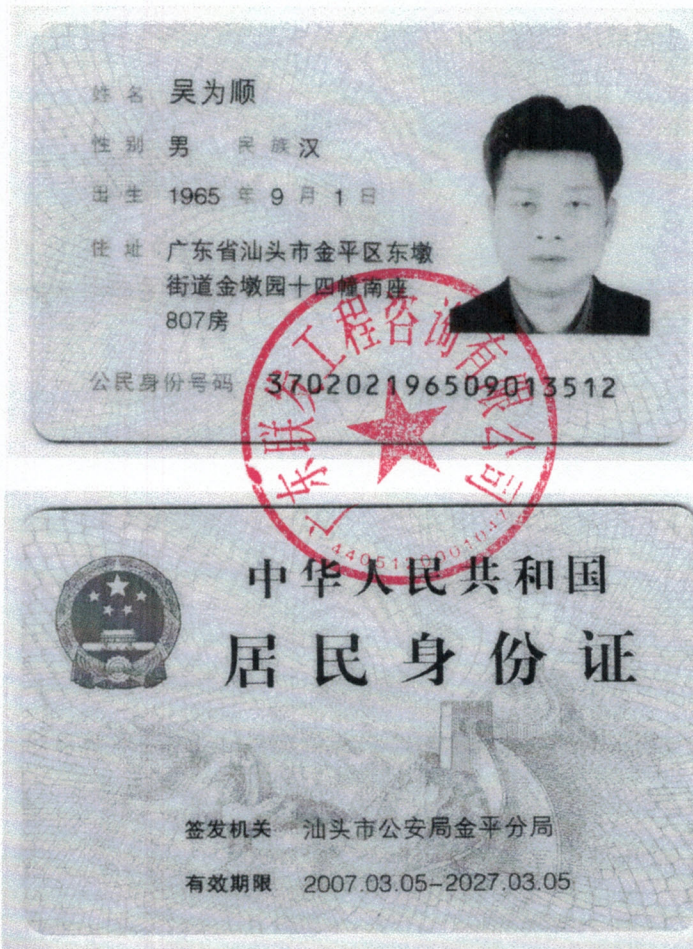 姓名 吴为顺
性别 男 民族 汉
出生 1965 年 9 月 1 日
住址 广东省汕头市金平区东墩
街道金墩园十四幢南座
807房
公民身份号码 370202196509013512
广东联 工程咨询有限公司
中华人民共和国
居民身份证
签发机关 汕头市公安局金平分局
有效期限 2007.03.05-2027.03.05